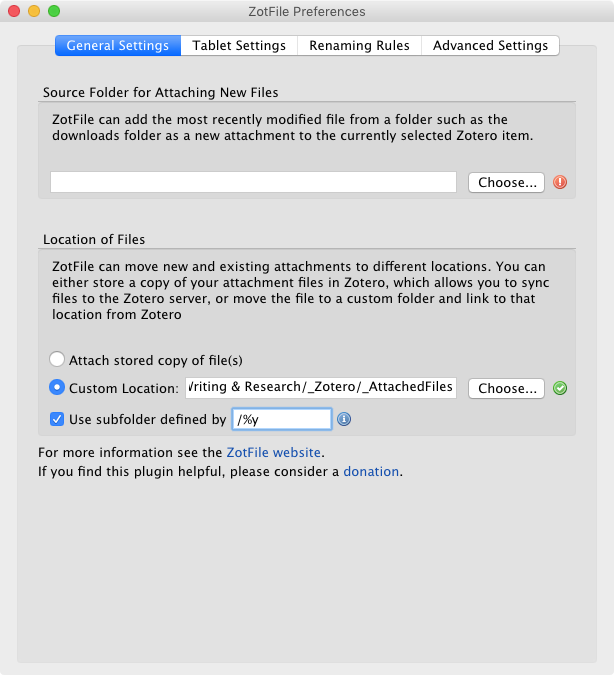 ZotFile Preferences
General Settings Tablet Settings Renaming Rules Advanced Settings
Source Folder for Attaching New Files
ZotFile can add the most recently modified file from a folder such as the
downloads folder as a new attachment to the currently selected Zotero item.
Choose...
Location of Files
ZotFile can move new and existing attachments to different locations. You can
either store a copy of your attachment files in Zotero, which allows you to sync
files to the Zotero server, or move the file to a custom folder and link to that
location from Zotero
Attach stored copy of file(s)
Custom Location: Writing & Research/_Zotero/_AttachedFiles Choose...
Use subfolder defined by /%y
For more information see the ZotFile website.
If you find this plugin helpful, please consider a donation.